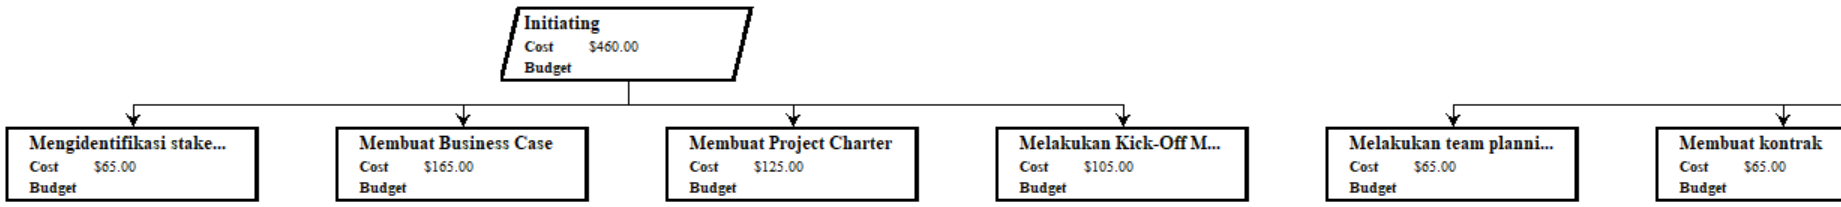 Initiating
Cost $460.00
Budget
Mengidentifikasi stake...
Cost $65.00
Budget
Membuat Business Case
Cost $165.00
Budget
Membuat Project Charter
Cost $125.00
Budget
Melakukan Kick-Off M...
Cost $105.00
Budget
Melakukan team planni...
Cost $65.00
Budget
Membuat kontrak
Cost $65.00
Budget